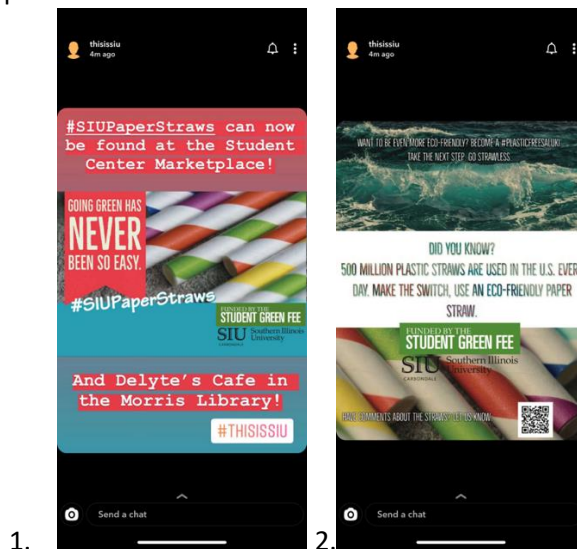 thisissiu
4m ago
#SIUPaperStraws can now
be found at the Student
Center Marketplace!
GOING GREEN HAS
NEVER
BEEN SO EASY.
#SIUPaperStraws
FUNDED BY THE
STUDENT GREEN FEE
SIU Southern Illinois
University
CARBONDALE
And Delyte's Cafe in
the Morris Library!
#THISISSIU
Send a chat
1.
thisissiu
4m ago
WANT TO BE EVEN MORE ECO-FRIENDLY? BECOME A #PLASTICFREESALUKI.
TAKE THE NEXT STEP. GO STRAWLESS.
DID YOU KNOW?
500 MILLION PLASTIC STRAWS ARE USED IN THE U.S. EVER
DAY. MAKE THE SWITCH, USE AN ECO-FRIENDLY PAPER
STRAW.
FUNDED BY THE
STUDENT GREEN FEE
SIU Southern Illinois
University
CARBONDALE
HAVE COMMENTS ABOUT THE STRAWS? LET US KNOW.
Send a chat
2.